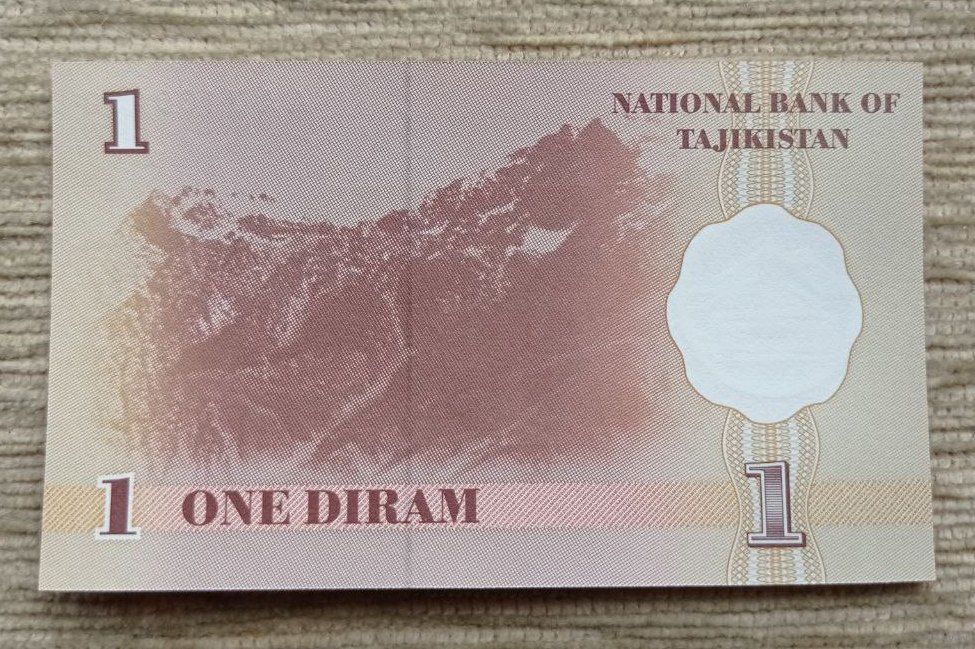 1
NATIONAL BANK OF
TAJIKISTAN
1 ONE DIRAM
1